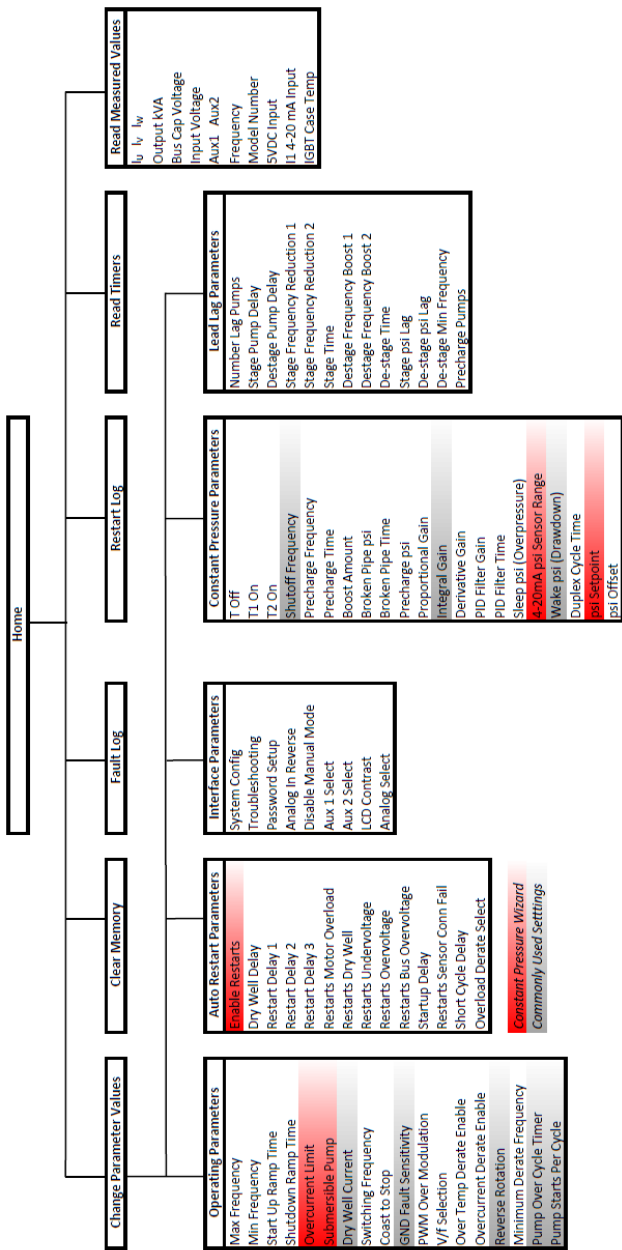 Home
Change Parameter Values
Clear Memory
Fault Log
Restart Log
Read Timers
Read Measured Values
Iu Iv Iw
Output kVA
Bus Cap Voltage
Input Voltage
Aux1 Aux2
Frequency
Model Number
5VDC Input
I1 4-20 mA Input
IGBT Case Temp
Operating Parameters
Max Frequency
Min Frequency
Start Up Ramp Time
Shutdown Ramp Time
Overcurrent Limit
Submersible Pump
Dry Well Current
Switching Frequency
Coast to Stop
GND Fault Sensitivity
PWM Over Modulation
V/f Selection
Over Temp Derate Enable
Overcurrent Derate Enable
Reverse Rotation
Minimum Derate Frequency
Pump Over Cycle Timer
Pump Starts Per Cycle
Auto Restart Parameters
Enable Restarts
Dry Well Delay
Restart Delay 1
Restart Delay 2
Restart Delay 3
Restarts Motor Overload
Restarts Dry Well
Restarts Undervoltage
Restarts Overvoltage
Restarts Bus Overvoltage
Startup Delay
Restarts Sensor Conn Fail
Short Cycle Delay
Overload Derate Select
Constant Pressure Wizard
Commonly Used Setttings
Interface Parameters
System Config
Troubleshooting
Password Setup
Analog In Reverse
Disable Manual Mode
Aux 1 Select
Aux 2 Select
LCD Contrast
Analog Select
Constant Pressure Parameters
T Off
T1 On
T2 On
Shutoff Frequency
Precharge Frequency
Precharge Time
Boost Amount
Broken Pipe psi
Broken Pipe Time
Precharge psi
Proportional Gain
Integral Gain
Derivative Gain
PID Filter Gain
PID Filter Time
Sleep psi (Overpressure)
4-20mA psi Sensor Range
Wake psi (Drawdown)
Duplex Cycle Time
psi Setpoint
psi Offset
Lead Lag Parameters
Number Lag Pumps
Stage Pump Delay
Destage Pump Delay
Stage Frequency Reduction 1
Stage Frequency Reduction 2
Stage Time
Destage Frequency Boost 1
Destage Frequency Boost 2
De-stage Time
Stage psi Lag
De-stage psi Lag
De-stage Min Frequency
Precharge Pumps